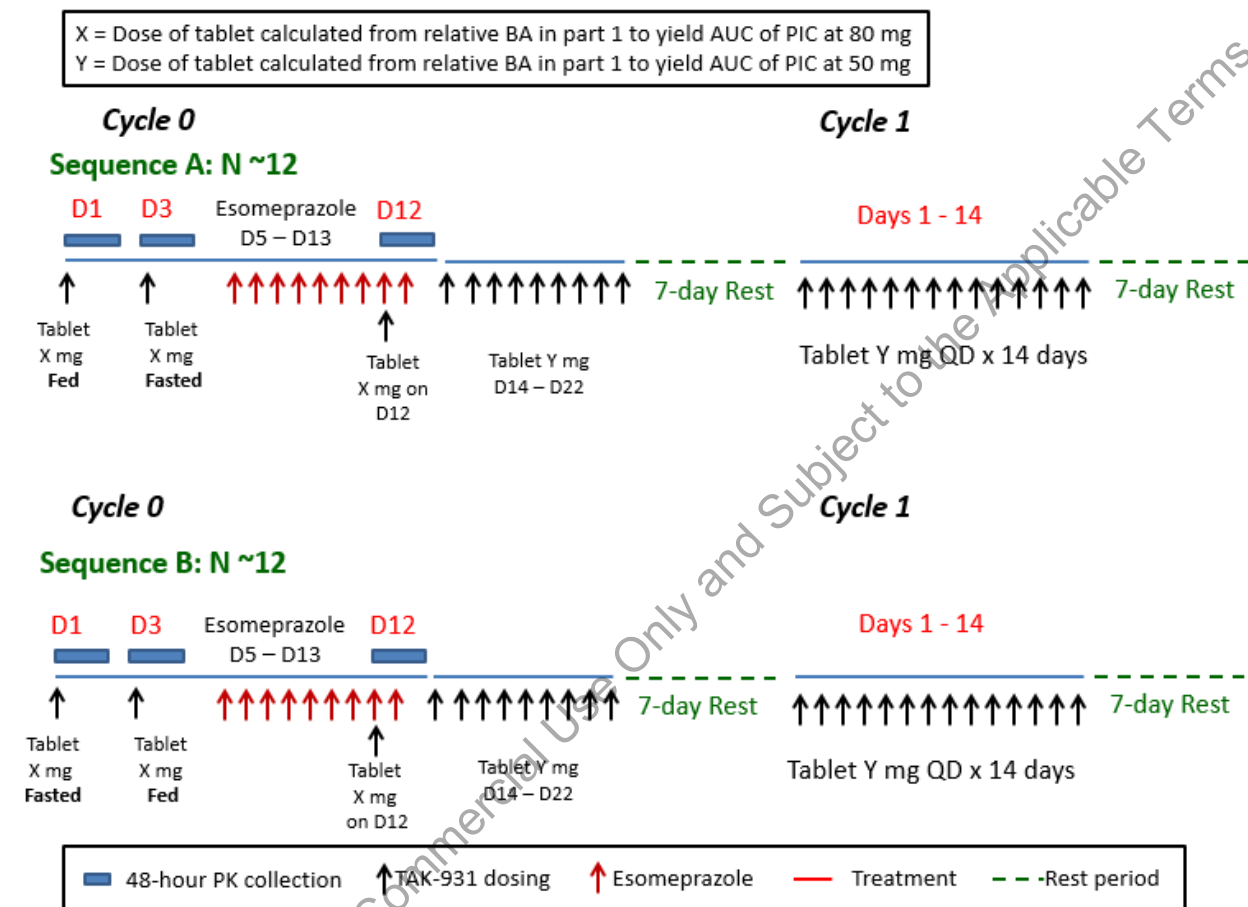 X = Dose of tablet calculated from relative BA in part 1 to yield AUC of PIC at 80 mg
Y = Dose of tablet calculated from relative BA in part 1 to yield AUC of PIC at 50 mg
Cycle 0
Cycle 1
Sequence A: N ~12
D1
D3
Esomeprazole
D5 – D13
D12
Days 1 - 14
7-day Rest
7-day Rest
Tablet
X mg
Fed
Tablet
X mg
Fasted
Tablet
X mg on
D12
Tablet Y mg
D14 – D22
Tablet Y mg QD x 14 days
Cycle 0
Cycle 1
Sequence B: N ~12
D1
D3
Esomeprazole
D5 – D13
D12
Days 1 - 14
7-day Rest
7-day Rest
Tablet
X mg
Fasted
Tablet
X mg
Fed
Tablet
X mg
on D12
Tablet Y mg
D14 – D22
Tablet Y mg QD x 14 days
48-hour PK collection
TAK-931 dosing
Esomeprazole
Treatment
Rest period
Commercial Use Only and Subject to the Applicable Terms